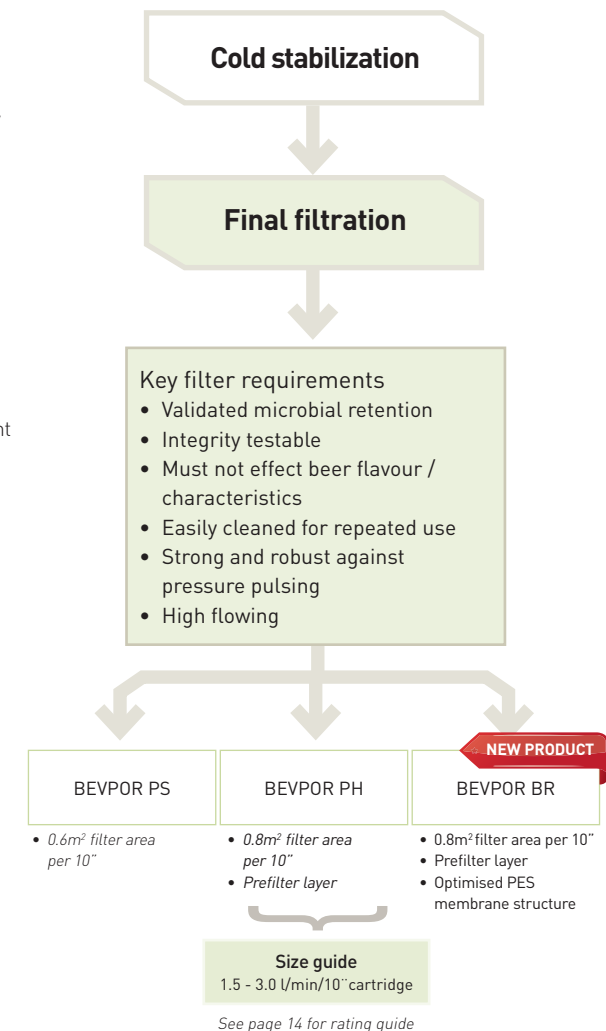 Cold stabilization
Final filtration
nt
Key filter requirements
• Validated microbial retention
• Integrity testable
• Must not effect beer flavour /
characteristics
• Easily cleaned for repeated use
• Strong and robust against
pressure pulsing
• High flowing
NEW PRODUCT
BEVPOR PS
• 0.6m² filter area
per 10”
BEVPOR PH
• 0.8m² filter area
per 10”
• Prefilter layer
BEVPOR BR
• 0.8m² filter area per 10”
• Prefilter layer
• Optimised PES
membrane structure
Size guide
1.5 - 3.0 l/min/10¨cartridge
See page 14 for rating guide